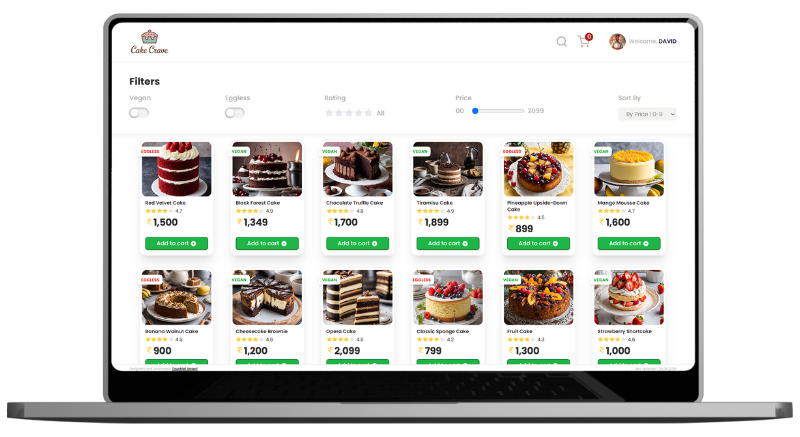 Cake Crave
0
Welcome, DAVID
Filters
Vegan
Eggless
Rating
All
Price
00
2099
Sort By
By Price | 0-9
EGGLESS
Red Velvet Cake
4.7
₹ 1,500
Add to cart
VEGAN
Black Forest Cake
4.9
₹ 1,349
Add to cart
VEGAN
Chocolate Truffle Cake
4.8
₹ 1,700
Add to cart
VEGAN
Tiramisu Cake
4.9
₹ 1,899
Add to cart
EGGLESS
Pineapple Upside-Down
Cake
4.5
₹ 899
Add to cart
VEGAN
Mango Mousse Cake
4.7
₹ 1,600
Add to cart
EGGLESS
Banana Walnut Cake
4.8
₹ 900
VEGAN
Cheesecake Brownie
4.6
₹ 1,200
VEGAN
Opera Cake
4.8
₹ 2,099
EGGLESS
Classic Sponge Cake
4.2
₹ 799
VEGAN
Fruit Cake
4.3
₹ 1,300
VEGAN
Strawberry Shortcake
4.6
₹ 1,000